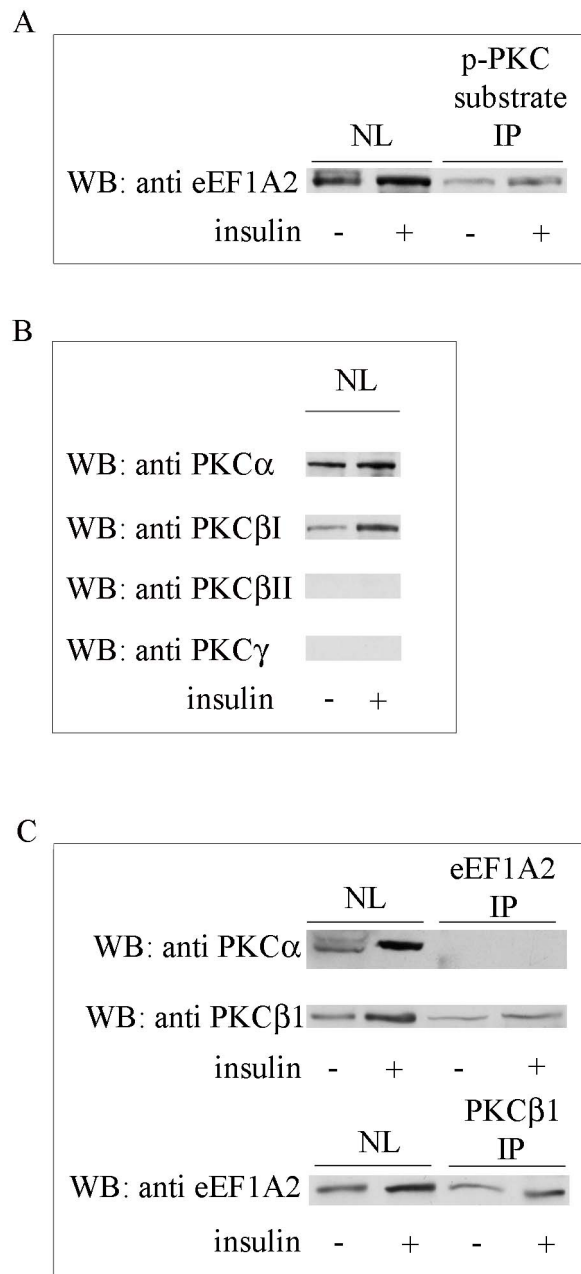 A
p-PKC
substrate
NL IP
WB: anti eEF1A2
insulin - + - +
B
NL
WB: anti PKCα
WB: anti PKCβI
WB: anti PKCβII
WB: anti PKCγ
insulin - +
C
eEF1A2
NL IP
WB: anti PKCα
WB: anti PKCβ1
insulin - + - +
PKCβ1
NL IP
WB: anti eEF1A2
insulin - + - +